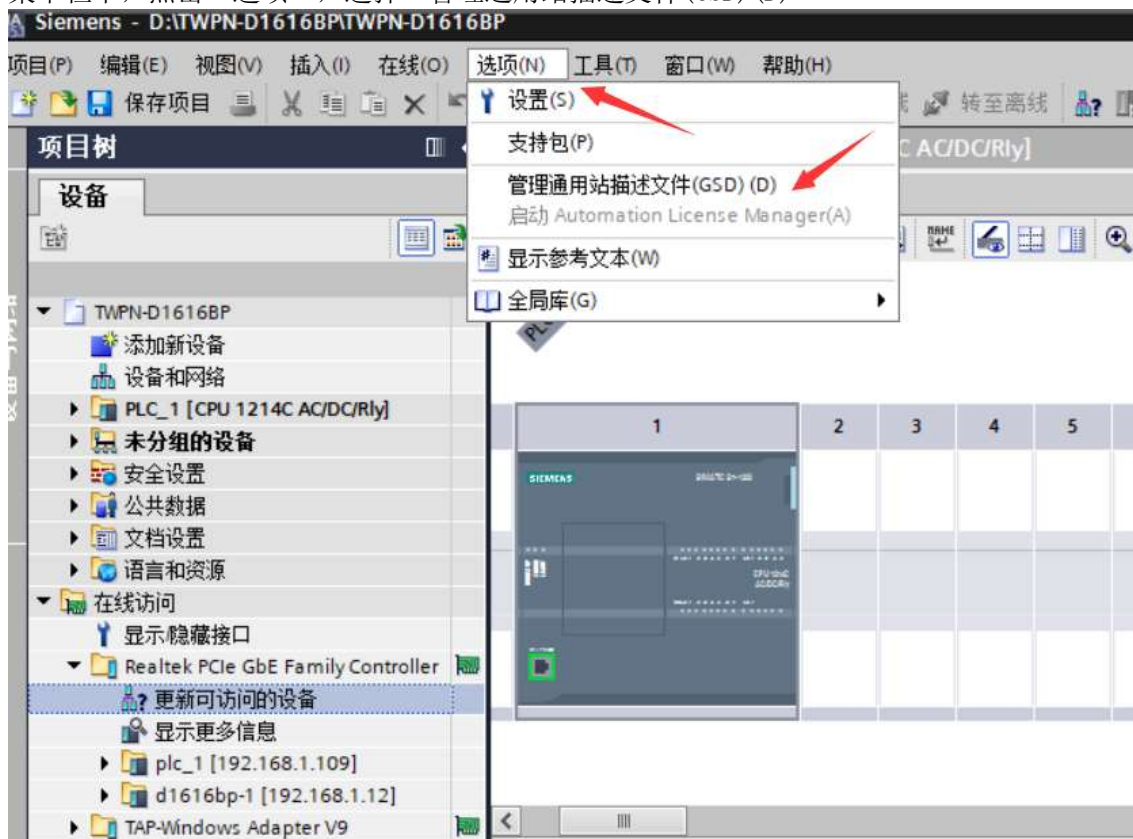 Siemens - D:\TWPN-D1616BP\TWPN-D1616BP
项目(P) 编辑(E) 视图(V) 插入(I) 在线(O) 选项(N) 工具(T) 窗口(W) 帮助(H)
保存项目
转至离线
设置(S)
支持包(P)
管理通用站描述文件(GSD) (D)
启动 Automation License Manager(A)
显示参考文本(W)
全局库(G)
项目树
C AC/DC/Rly]
设备
TWPN-D1616BP
添加新设备
设备和网络
PLC_1 [CPU 1214C AC/DC/Rly]
未分组的设备
安全设置
公共数据
文档设置
语言和资源
在线访问
显示/隐藏接口
Realtek PCIe GbE Family Controller
更新可访问的设备
显示更多信息
plc_1 [192.168.1.109]
d1616bp-1 [192.168.1.12]
TAP-Windows Adapter V9
1 2 3 4 5
SIEMENS